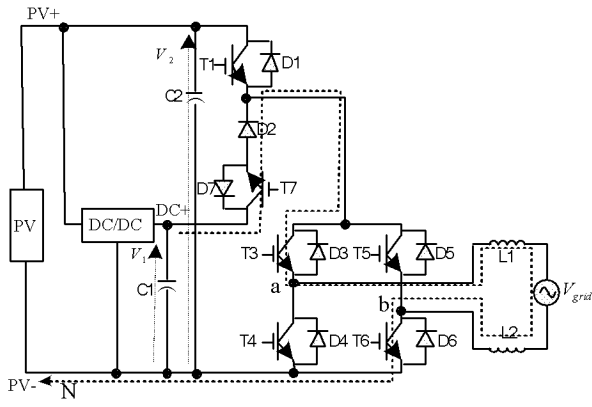 PV+
V2
T1
D1
C2
D2
D7
T7
PV
DC/DC
DC+
V1
C1
T3
D3
T5
D5
L1
a
b
Vgrid
L2
T4
D4
T6
D6
PV-
N